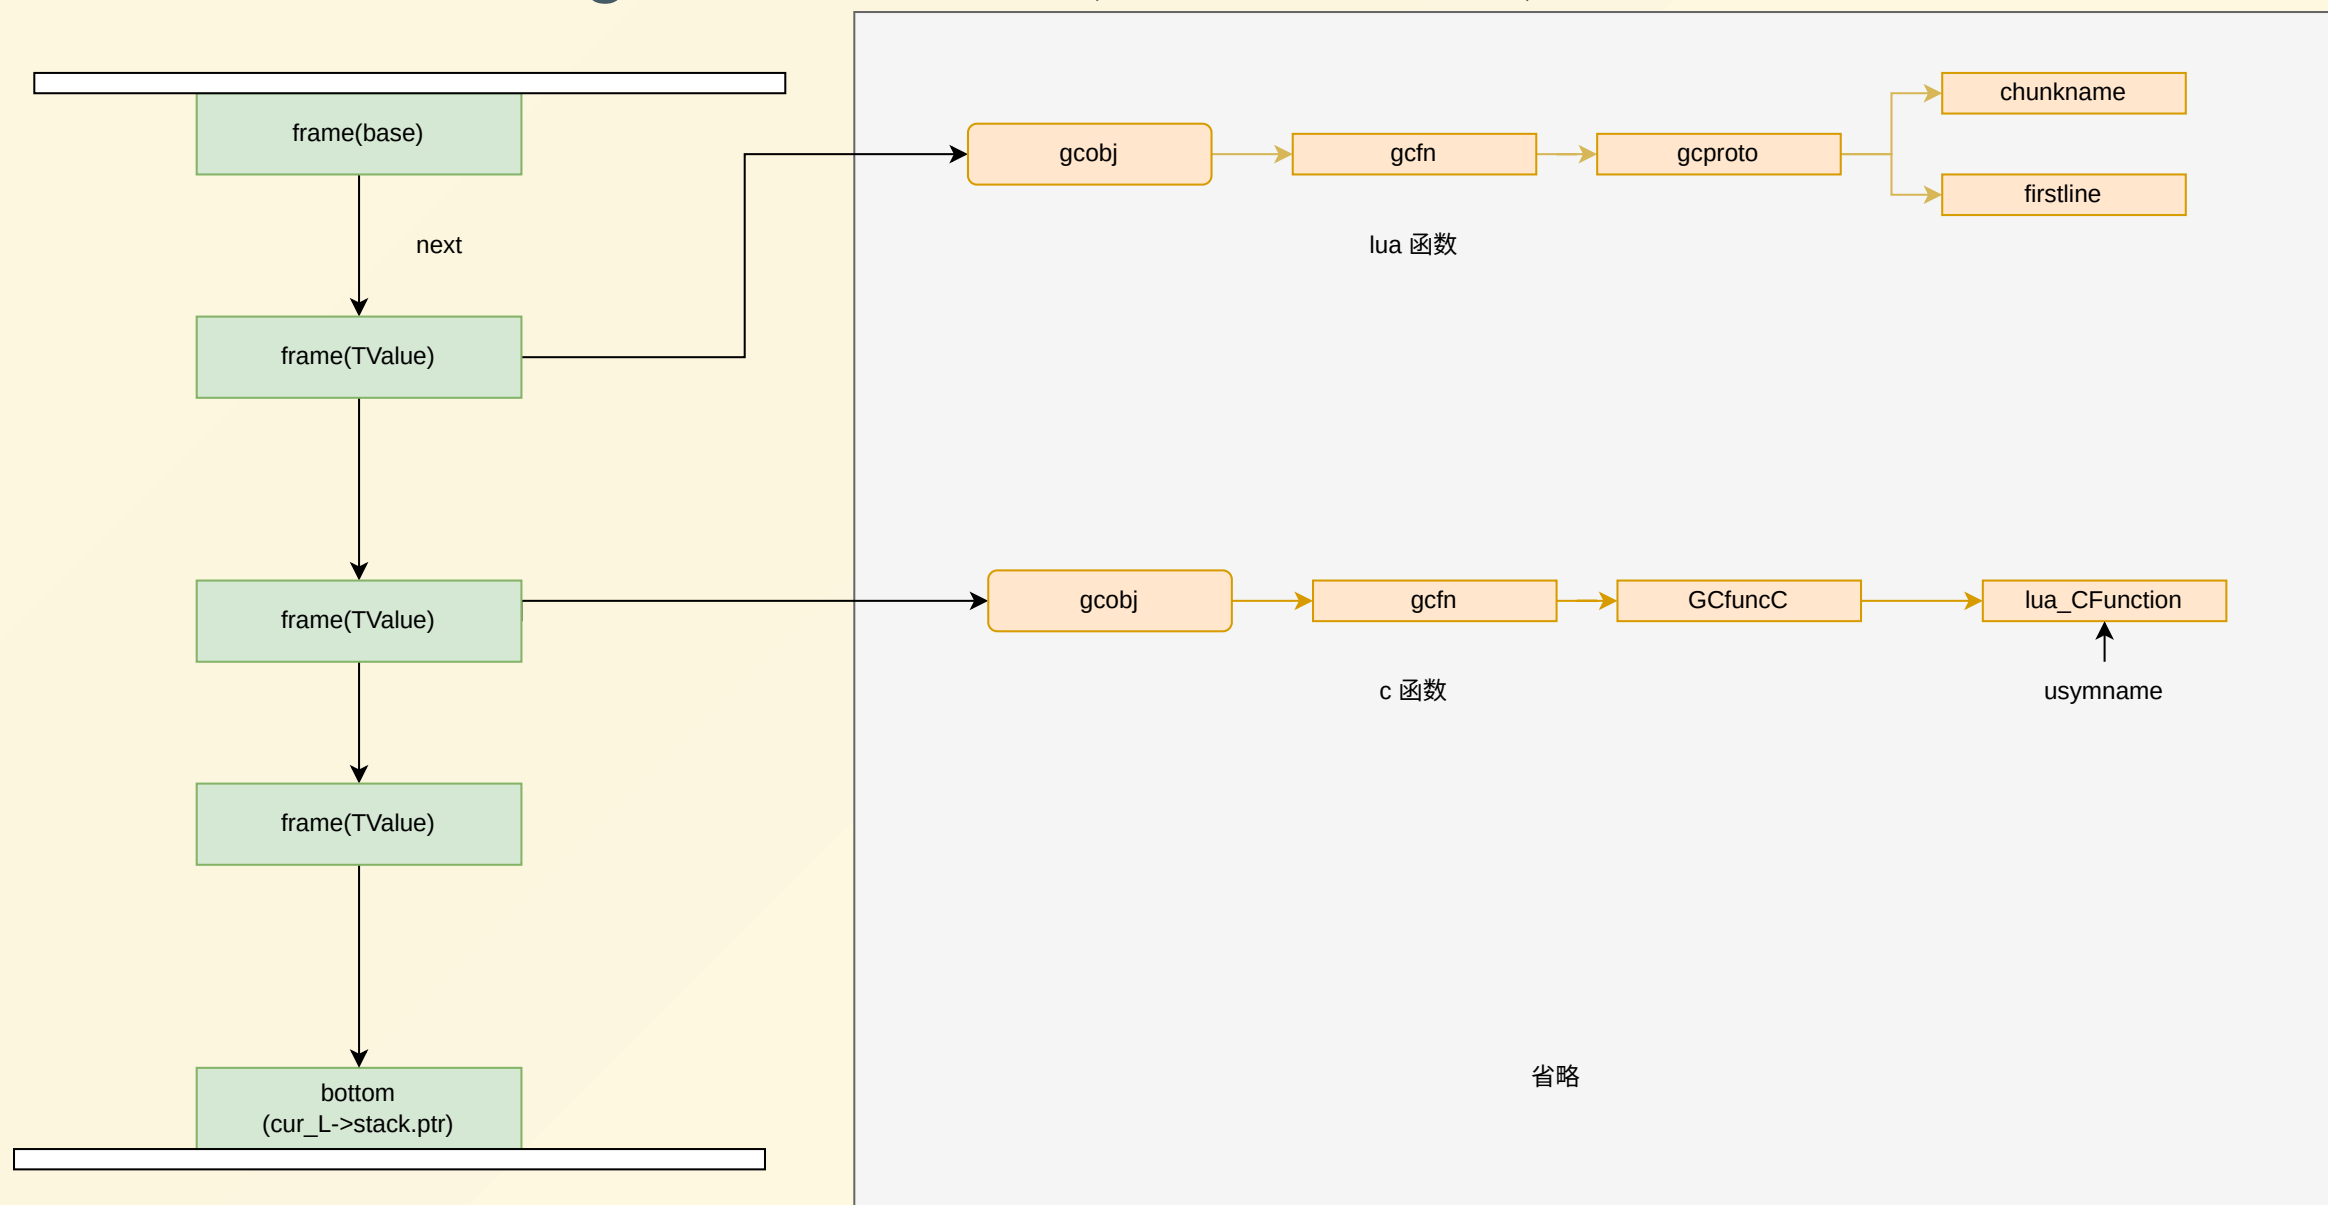 frame(base)
next
frame(TValue)
frame(TValue)
frame(TValue)
bottom
(cur_L->stack.ptr)
gcobj
gcfn
gcproto
chunkname
firstline
lua 函数
gcobj
gcfn
GCfuncC
lua_CFunction
c 函数
usymname
省略